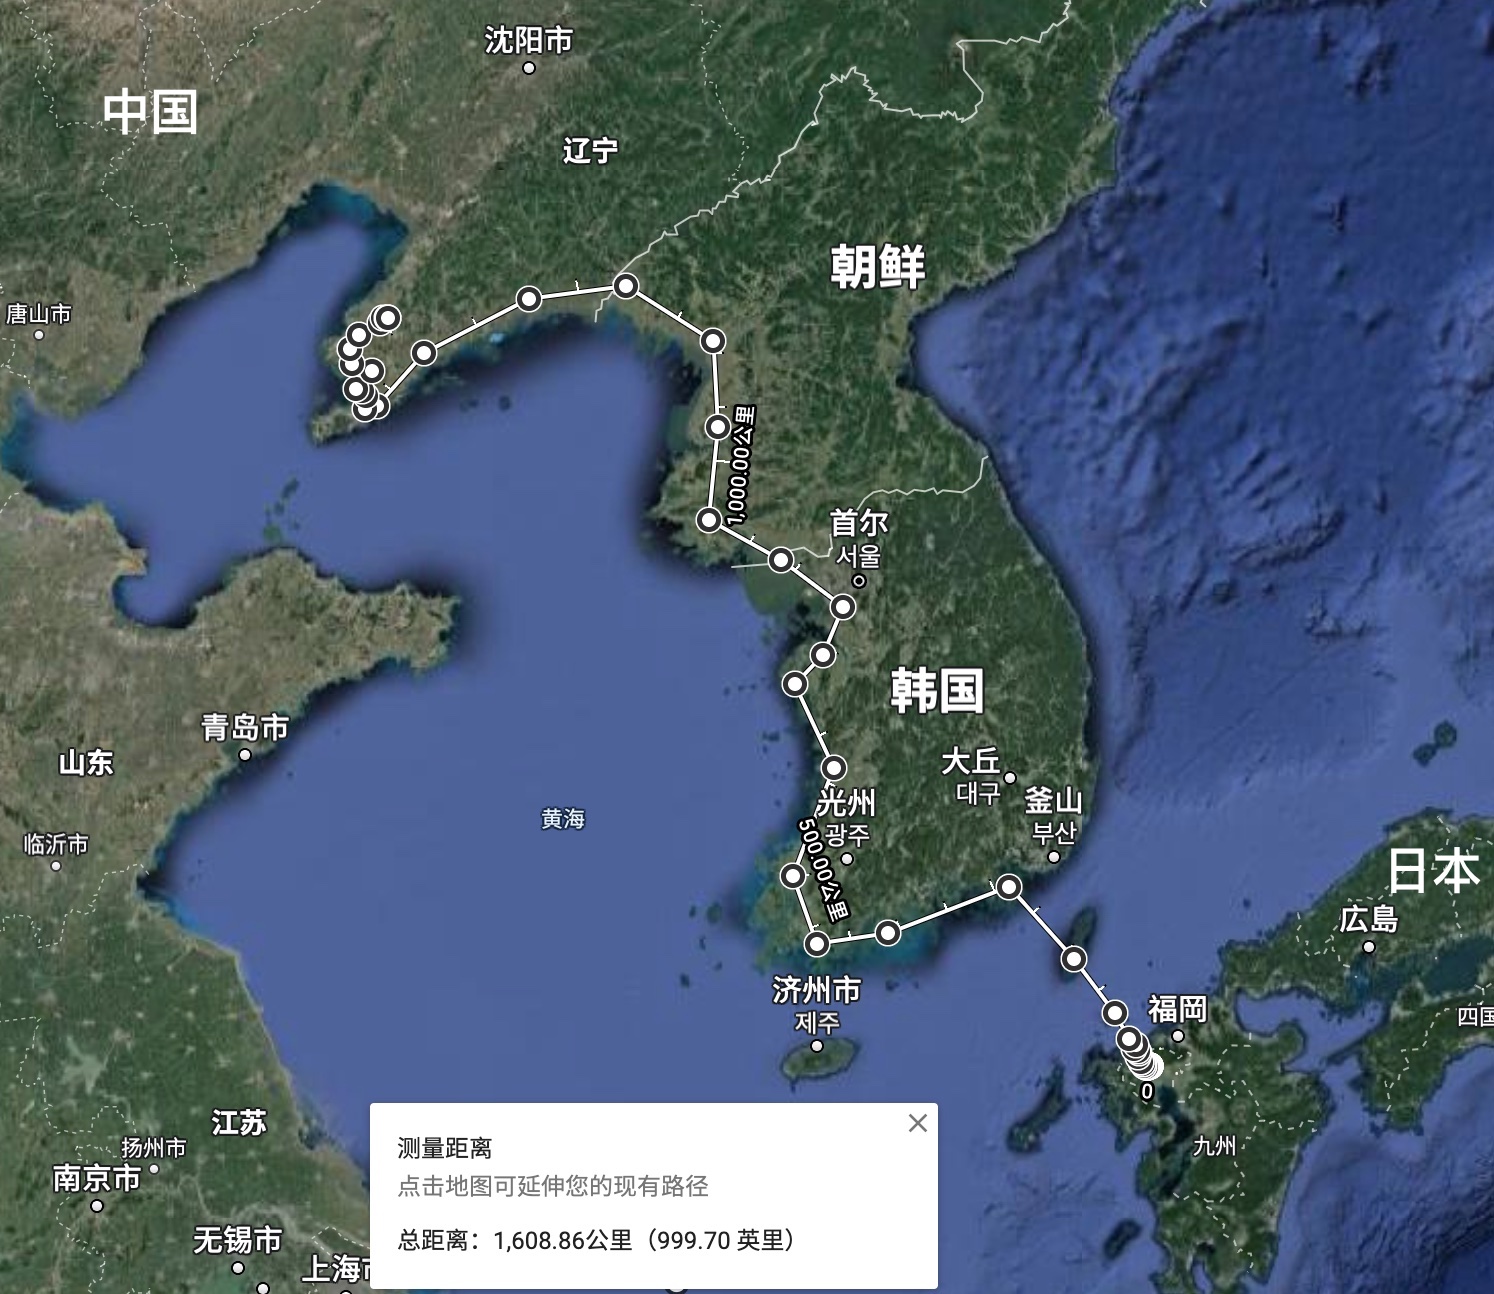 沈阳市
中国
辽宁
朝鲜
唐山市
1,000.00公里
首尔
서울
韩国
青岛市
山东
大丘
대구
釜山
부산
光州
광주
黄海
500.00公里
临沂市
日本
広島
济州市
제주
福岡
四国
0
江苏
扬州市
南京市
九州
无锡市
上海市
测量距离
点击地图可延伸您的现有路径
总距离：1,608.86公里（999.70 英里）